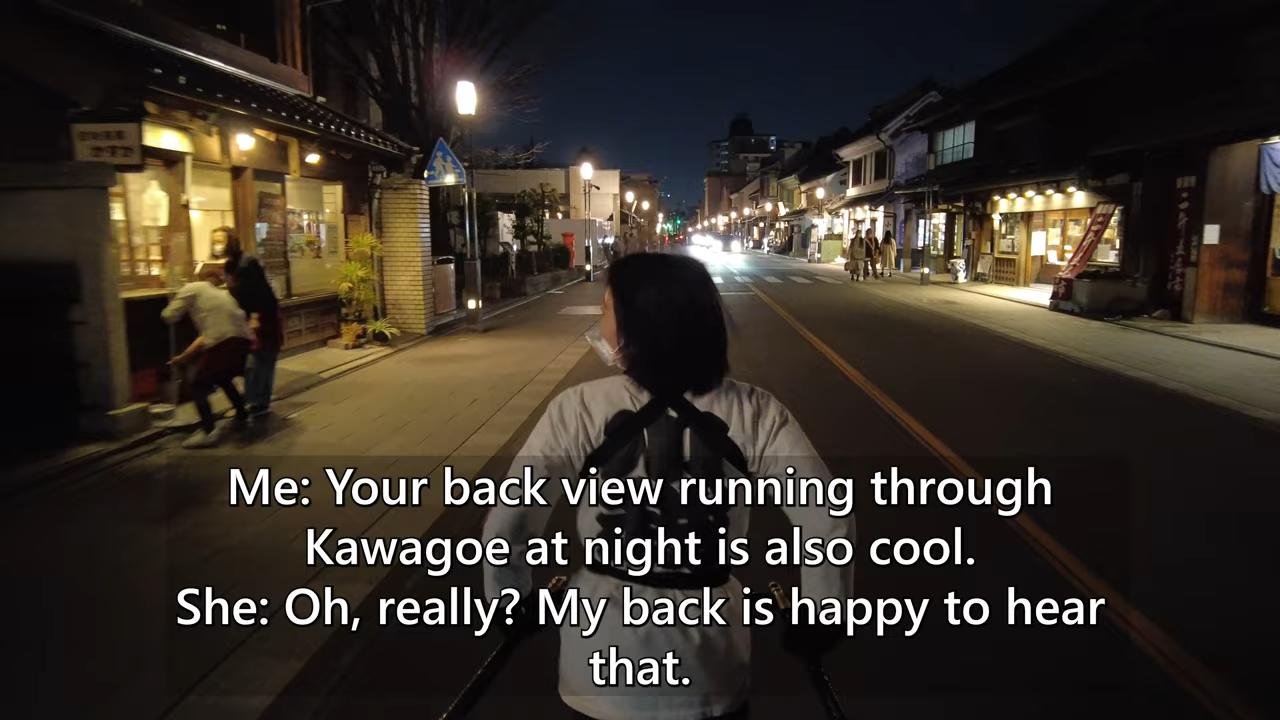 Me: Your back view running through
Kawagoe at night is also cool.
She: Oh, really? My back is happy to hear
that.